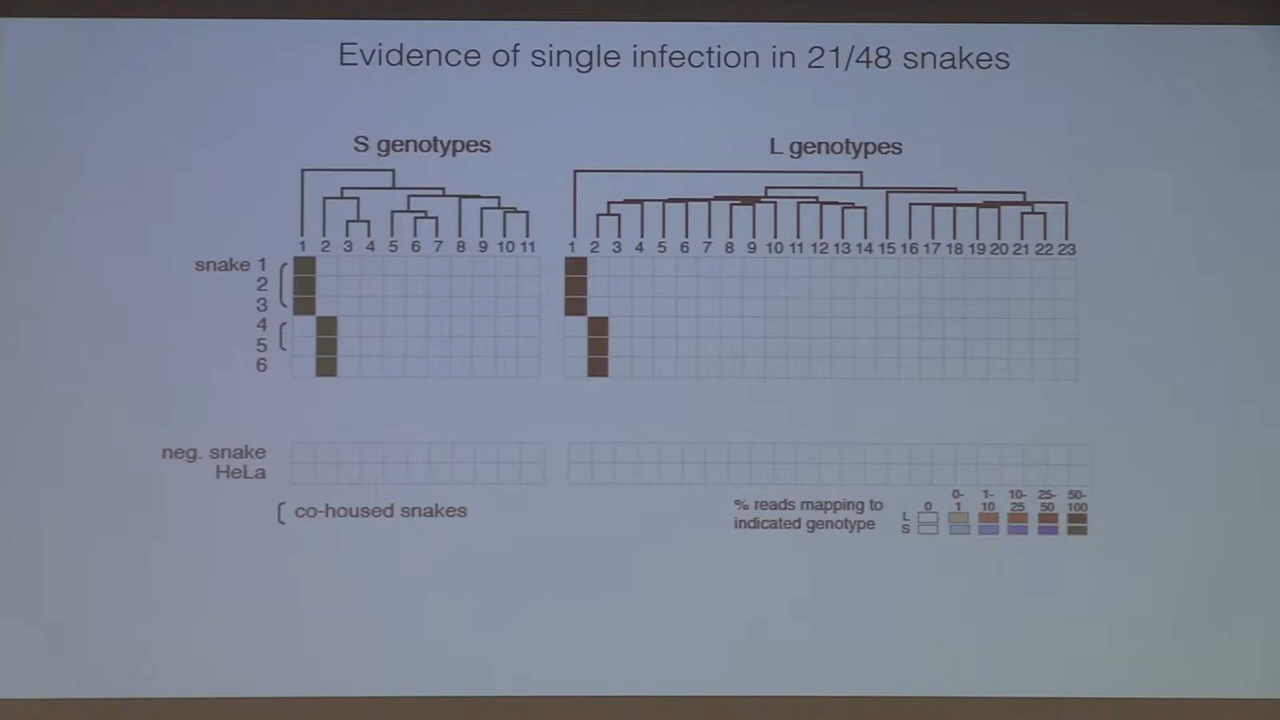 Evidence of single infection in 21/48 snakes
S genotypes
L genotypes
1 2 3 4 5 6 7 8 9 10 11
1 2 3 4 5 6 7 8 9 10 11 12 13 14 15 16 17 18 19 20 21 22 23
snake 1
2
3
4
5
6
neg. snake
HeLa
co-housed snakes
% reads mapping to
indicated genotype
0 0-1 1-10 10-25 25-50 50-100
L
S